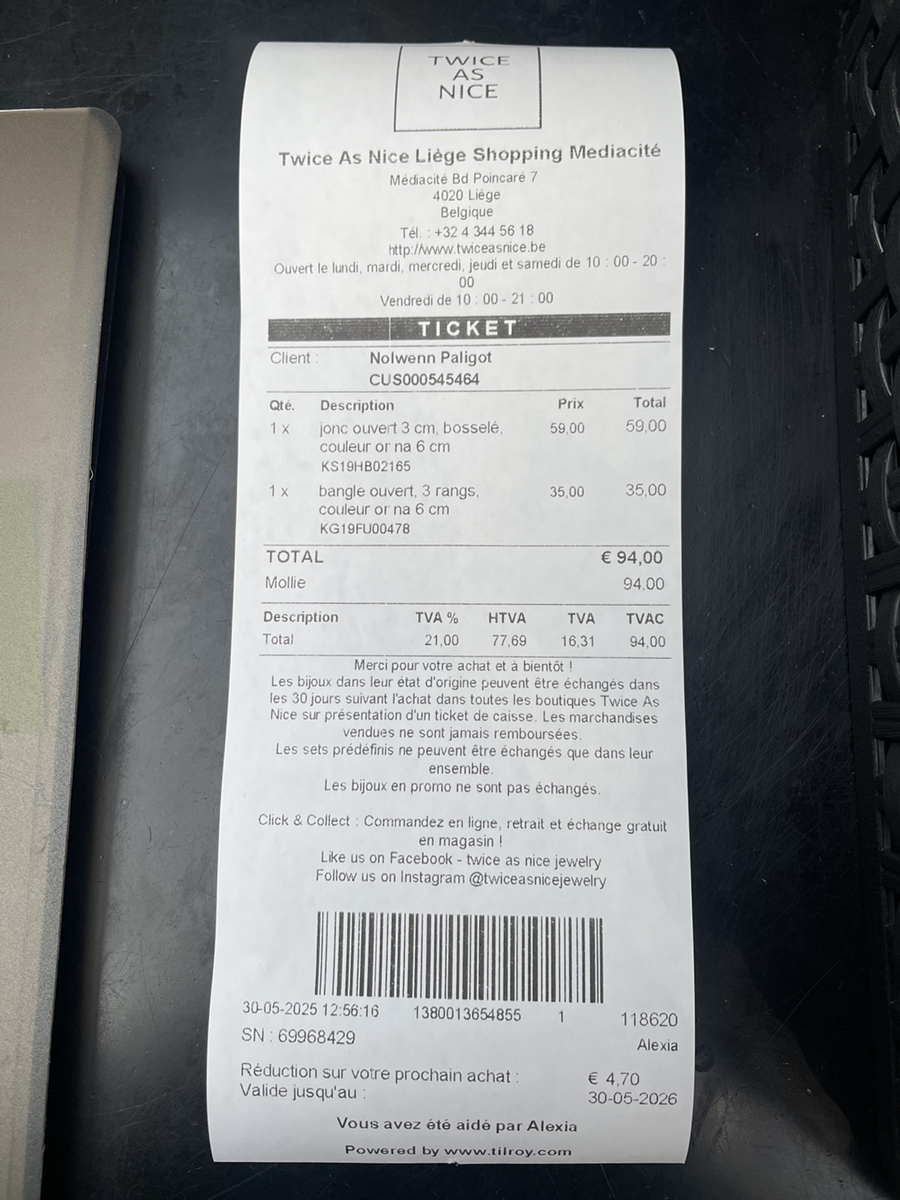 TWICE
AS
NICE
Twice As Nice Liège Shopping Mediacité
Médiacité Bd Poincaré 7
4020 Liège
Belgique
Tél. : +32 4 344 56 18
http://www.twiceasnice.be
Ouvert le lundi, mardi, mercredi, jeudi et samedi de 10 : 00 - 20 :
00
Vendredi de 10 : 00 - 21 : 00
TICKET
Client : Nolwenn Paligot
CUS000545464
Qté. Description Prix Total
1 x jonc ouvert 3 cm, bosselé, 59,00 59,00
couleur or na 6 cm
KS19HB02165
1 x bangle ouvert, 3 rangs, 35,00 35,00
couleur or na 6 cm
KG19FU00478
TOTAL € 94,00
Mollie 94,00
Description TVA % HTVA TVA TVAC
Total 21,00 77,69 16,31 94,00
Merci pour votre achat et à bientôt !
Les bijoux dans leur état d'origine peuvent être échangés dans
les 30 jours suivant l'achat dans toutes les boutiques Twice As
Nice sur présentation d'un ticket de caisse. Les marchandises
vendues ne sont jamais remboursées.
Les sets prédéfinis ne peuvent être échangés que dans leur
ensemble.
Les bijoux en promo ne sont pas échangés.
Click & Collect : Commandez en ligne, retrait et échange gratuit
en magasin !
Like us on Facebook - twice as nice jewelry
Follow us on Instagram @twiceasnicejewelry
30-05-2025 12:56:16 1380013654855 1 118620
SN : 69968429 Alexia
Réduction sur votre prochain achat : € 4,70
Valide jusqu'au : 30-05-2026
Vous avez été aidé par Alexia
Powered by www.tilroy.com